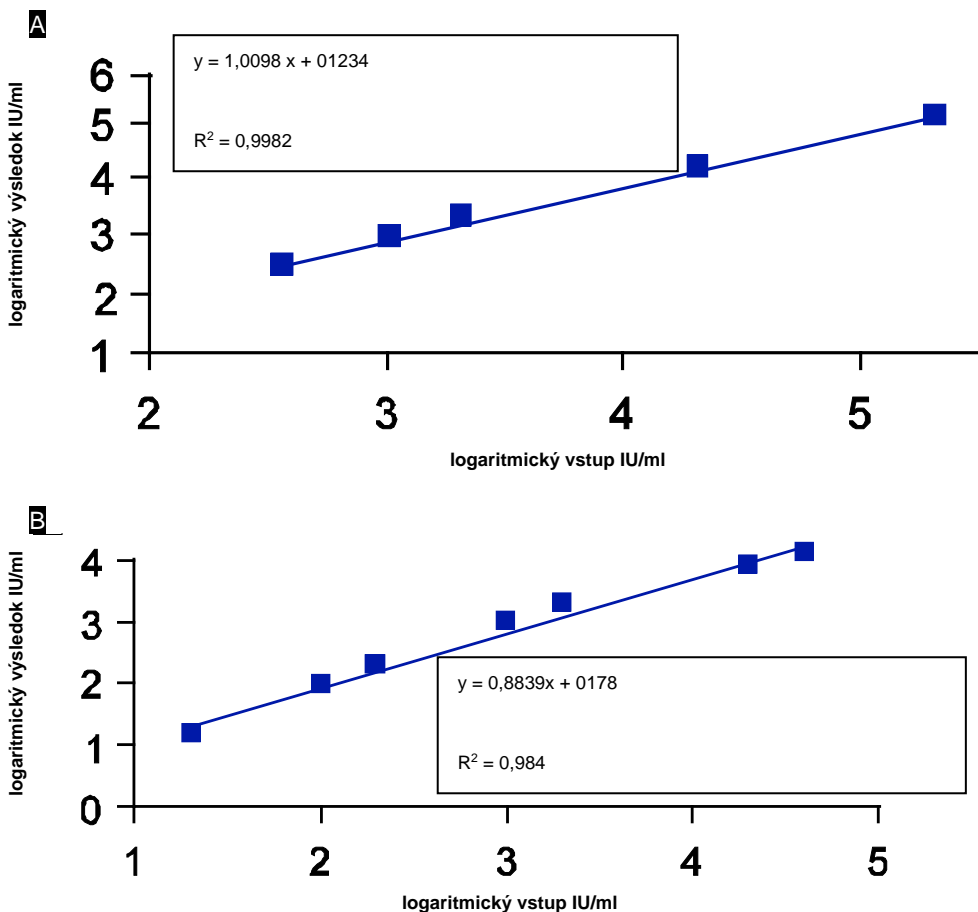 A
y = 1,0098 x + 01234
R² = 0,9982
logaritmický výsledok IU/ml
6
5
4
3
2
1
2 3 4 5
logaritmický vstup IU/ml
B
logaritmický výsledok IU/ml
4
3
2
1
0
y = 0,8839x + 0178
R² = 0,984
1 2 3 4 5
logaritmický vstup IU/ml